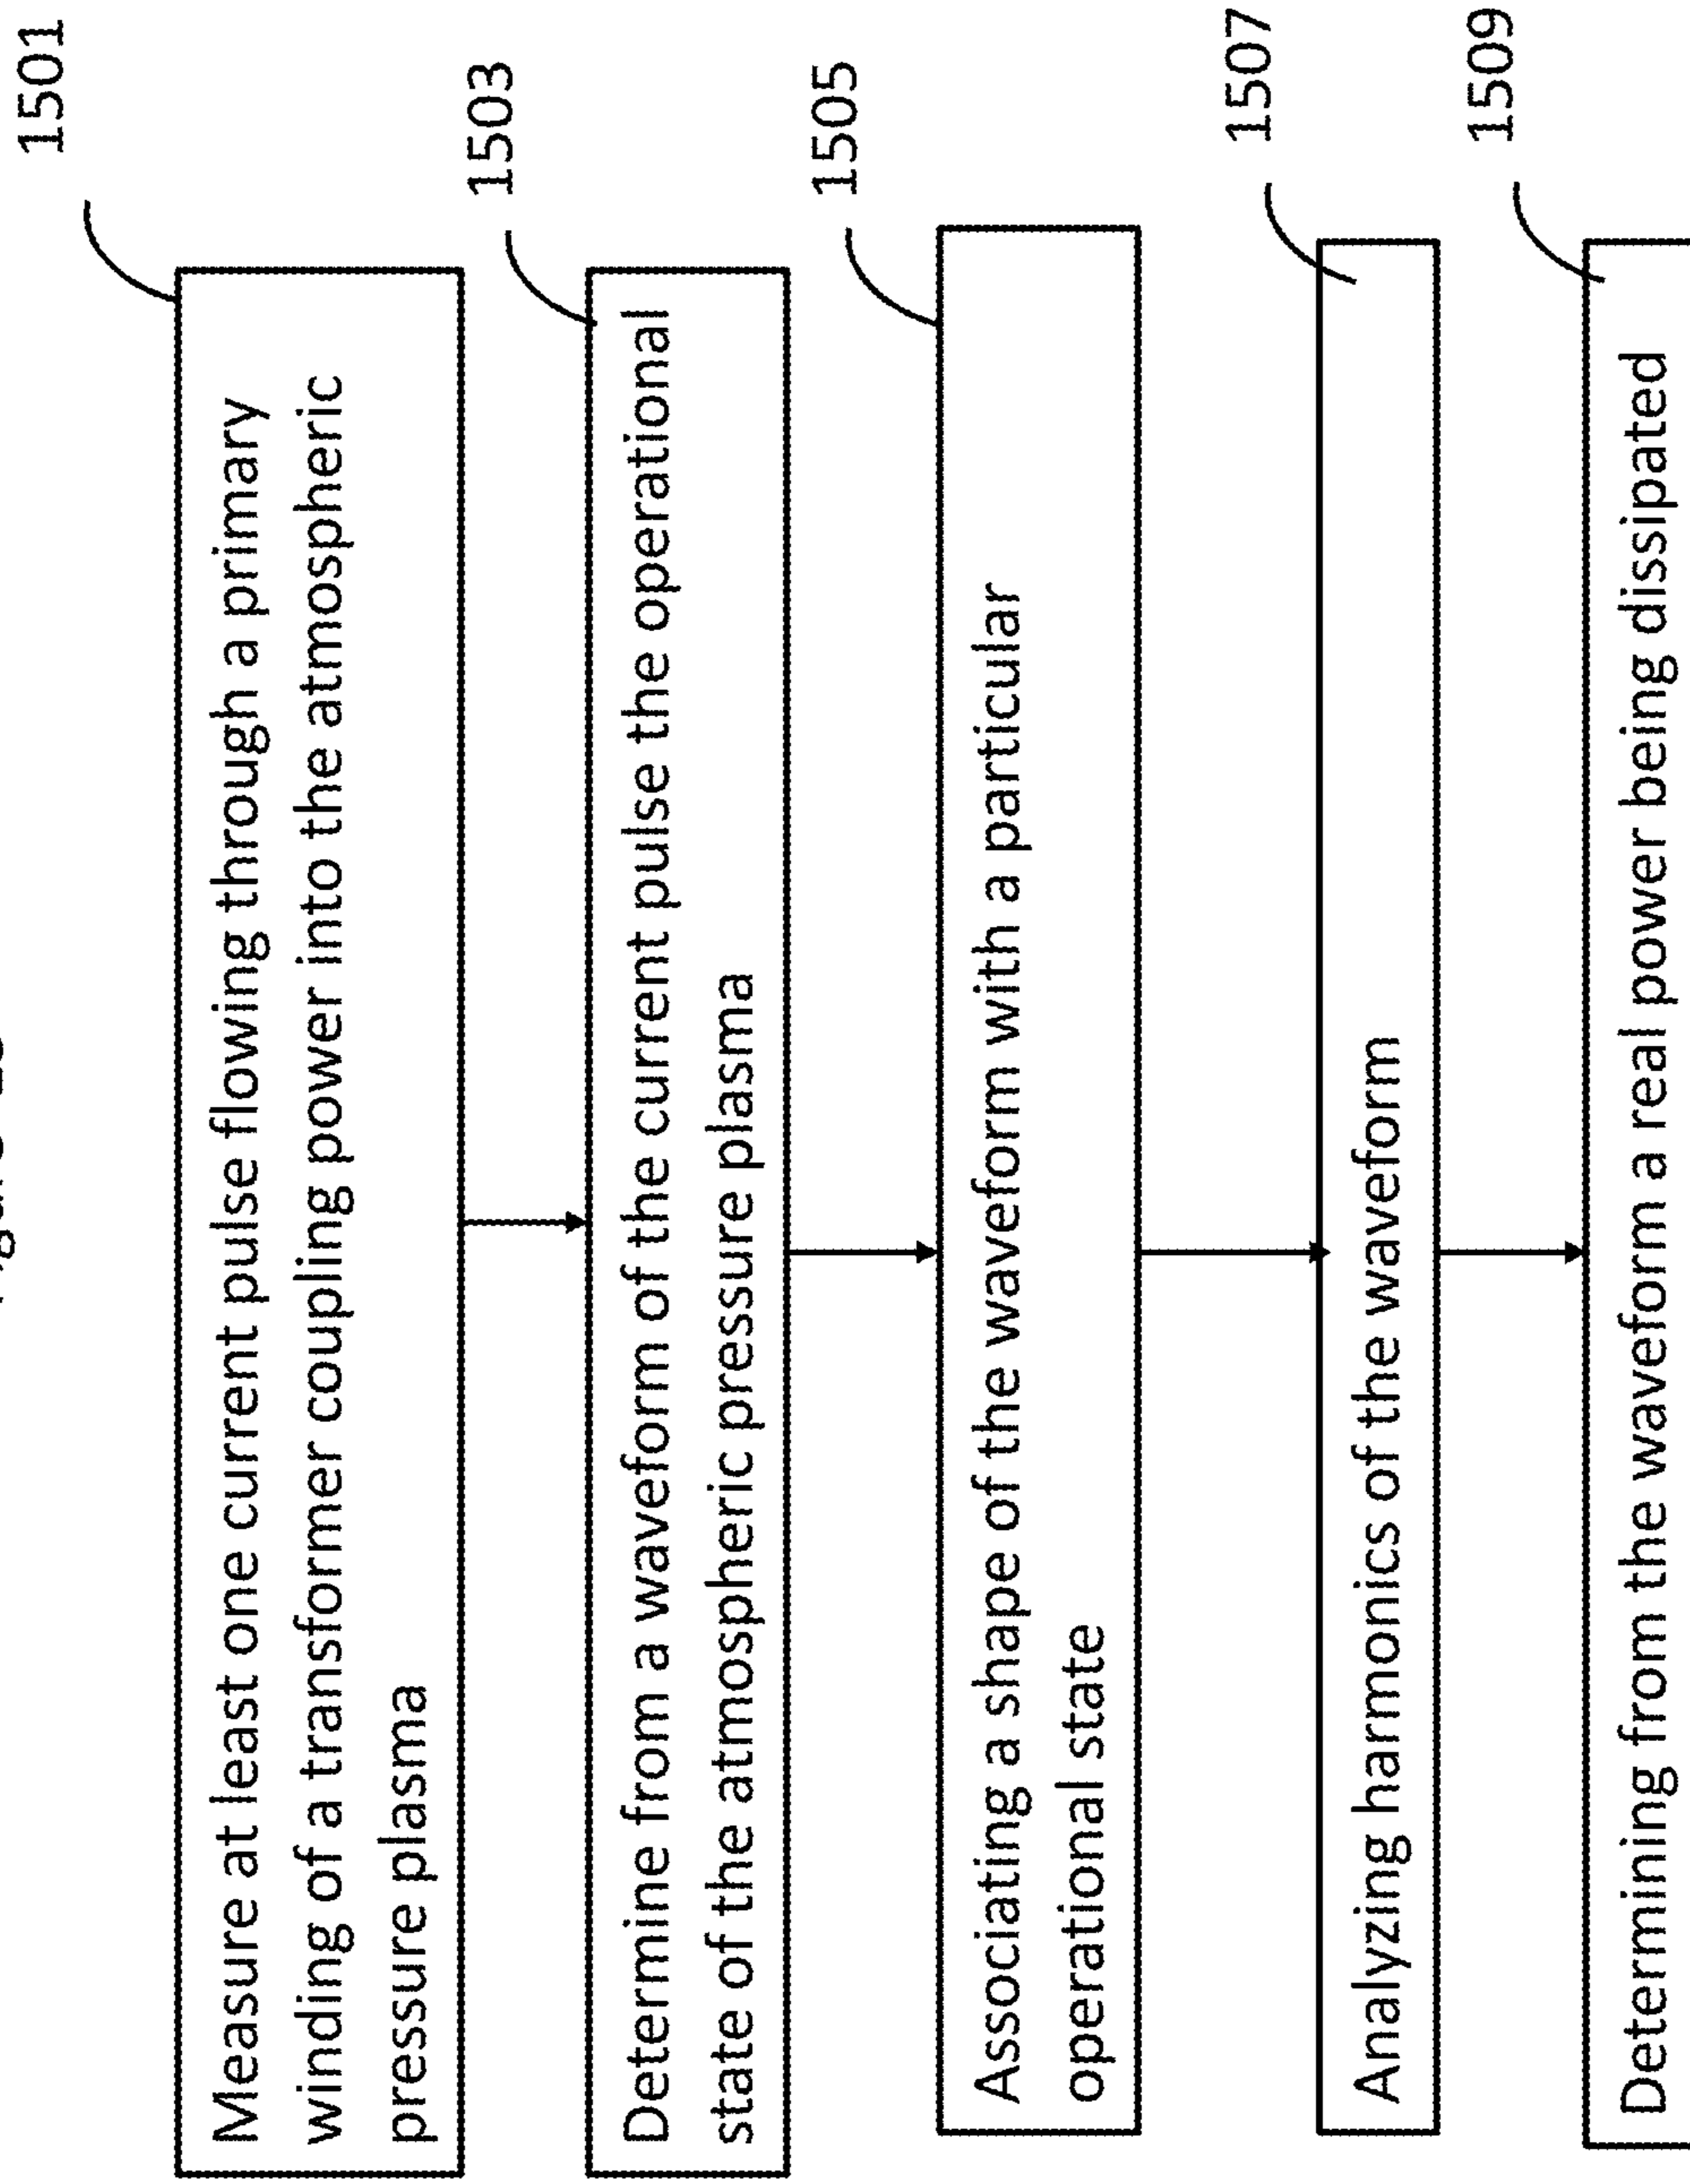 1501
Measure at least one current pulse flowing through a primary
winding of a transformer coupling power into the atmospheric
pressure plasma
1503
Determine from a waveform of the current pulse the operational
state of the atmospheric pressure plasma
1505
Associating a shape of the waveform with a particular
operational state
1507
Analyzing harmonics of the waveform
1509
Determining from the waveform a real power being dissipated